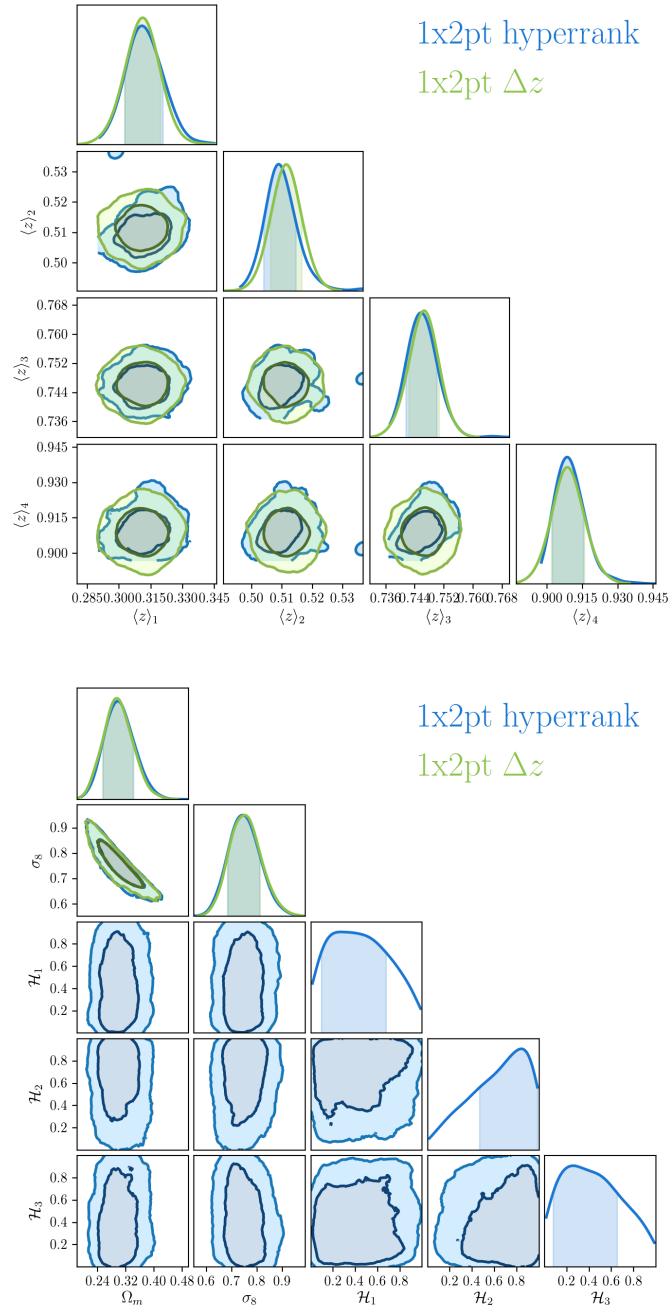 1x2pt hyperrank
1x2pt Δz
⟨z⟩₂
0.53
0.52
0.51
0.50
⟨z⟩₃
0.768
0.760
0.752
0.744
0.736
⟨z⟩₄
0.945
0.930
0.915
0.900
0.285 0.300 0.315 0.330 0.345
0.50 0.51 0.52 0.53
0.736 0.744 0.752 0.760 0.768
0.900 0.915 0.930 0.945
⟨z⟩₁ ⟨z⟩₂ ⟨z⟩₃ ⟨z⟩₄
1x2pt hyperrank
1x2pt Δz
σ₈
0.9
0.8
0.7
0.6
ℋ₁
0.8
0.6
0.4
0.2
ℋ₂
0.8
0.6
0.4
0.2
ℋ₃
0.8
0.6
0.4
0.2
0.24 0.32 0.40 0.48
0.6 0.7 0.8 0.9
0.2 0.4 0.6 0.8
0.2 0.4 0.6 0.8
0.2 0.4 0.6 0.8
Ωₘ σ₈ ℋ₁ ℋ₂ ℋ₃